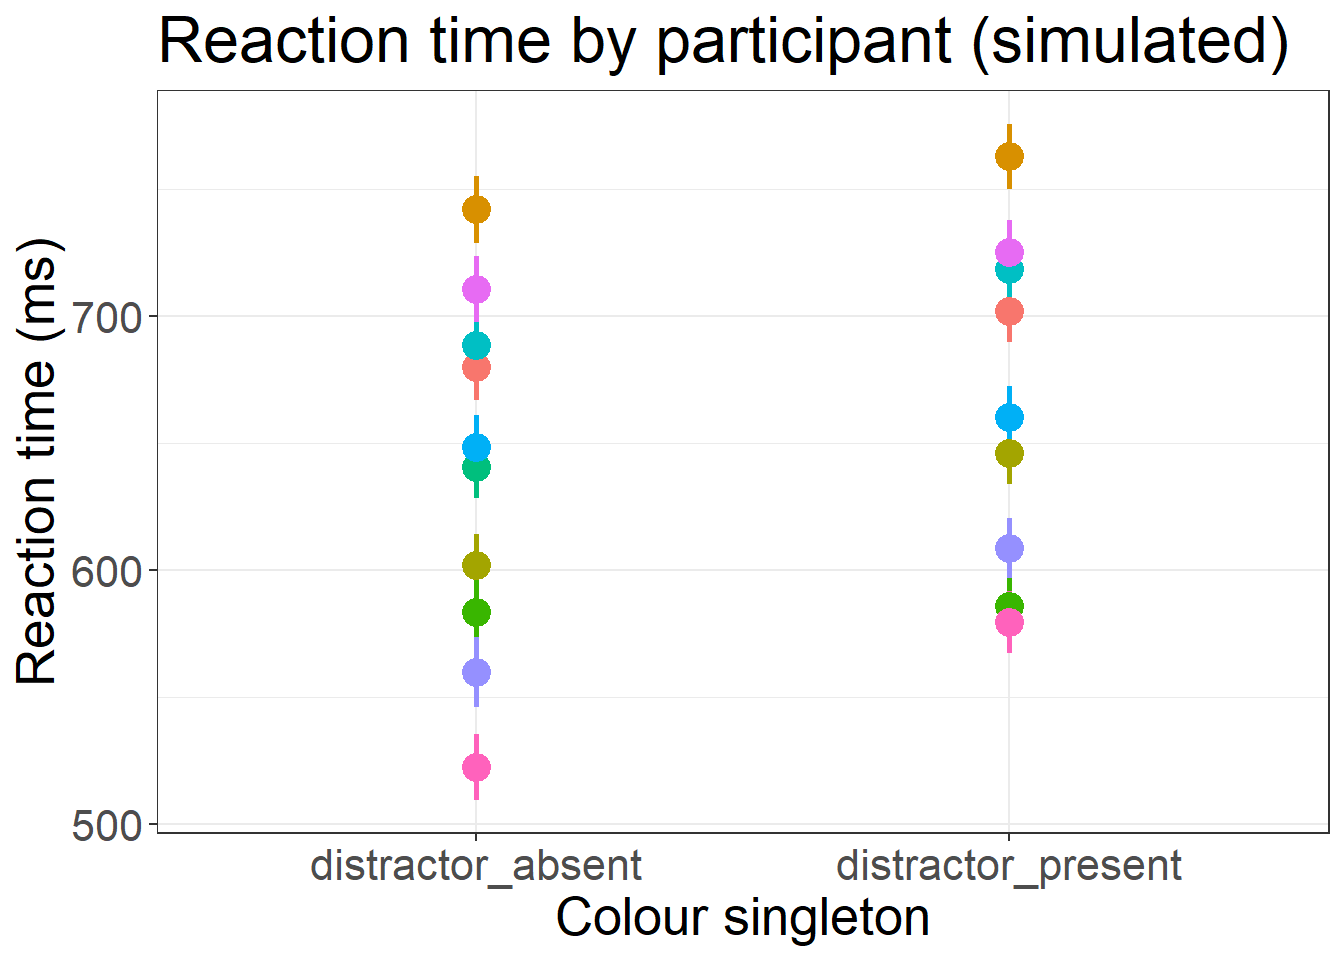 Reaction time by participant (simulated)
Reaction time (ms)
700
600
500
distractor_absent
distractor_present
Colour singleton